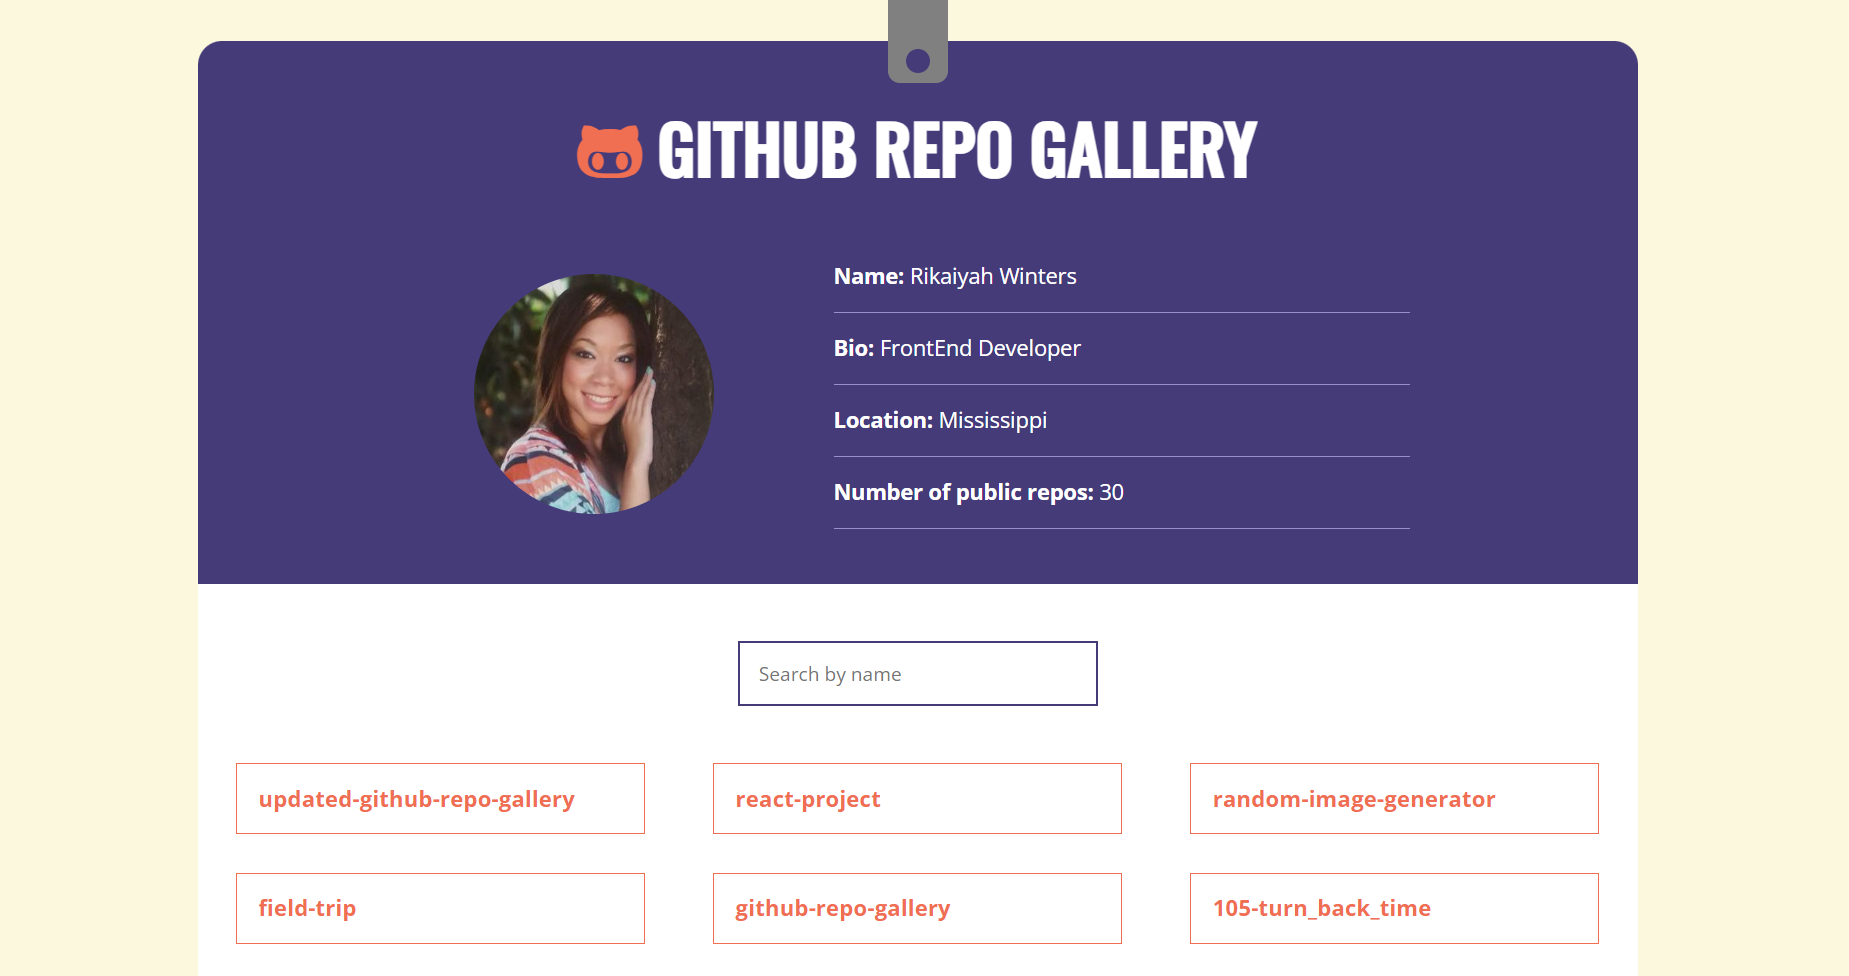 GITHUB REPO GALLERY
Name: Rikaiyah Winters
Bio: FrontEnd Developer
Location: Mississippi
Number of public repos: 30
Search by name
updated-github-repo-gallery
react-project
random-image-generator
field-trip
github-repo-gallery
105-turn_back_time